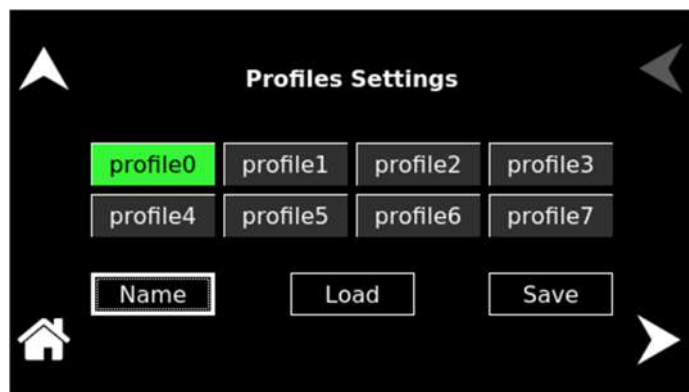 Profiles Settings
profile0 profile1 profile2 profile3
profile4 profile5 profile6 profile7
Name Load Save